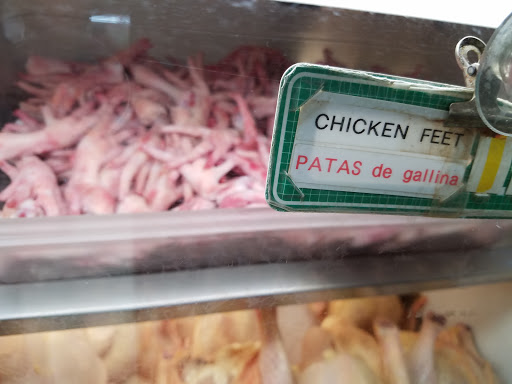 CHICKEN FEET
PATAS de gallina